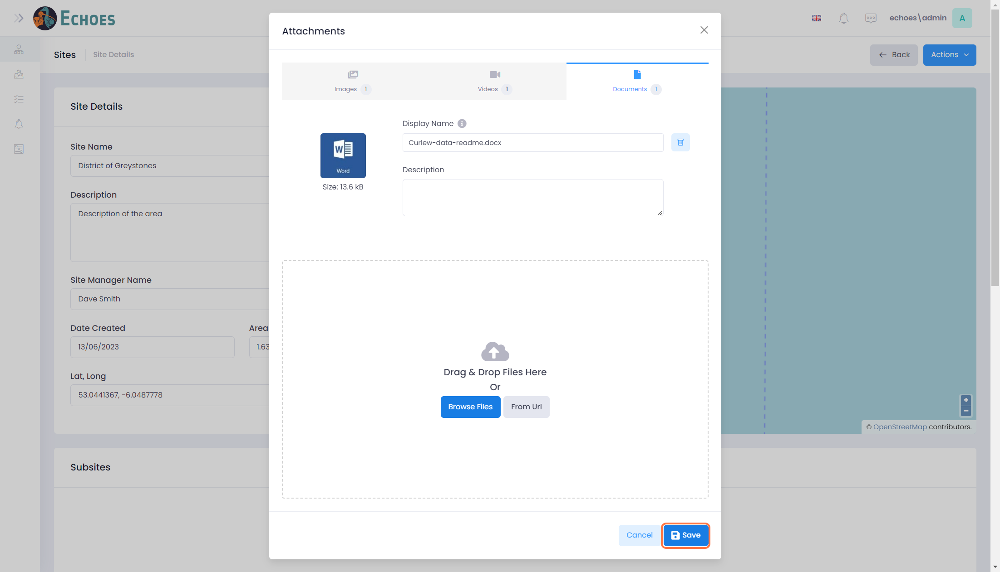 ECHOES
echoes\admin
A
Sites
Site Details
Back
Actions
Site Details
Site Name
District of Greystones
Description
Description of the area
Site Manager Name
Dave Smith
Date Created
Area
13/06/2023
1.63
Lat, Long
53.0441367, -6.0487778
Subsites
+
−
© OpenStreetMap contributors.
Attachments
Images 1
Videos 1
Documents 1
Display Name
Curlew-data-readme.docx
W
Word
Size: 13.6 kB
Description
Drag & Drop Files Here
Or
Browse Files
From Url
Cancel
Save